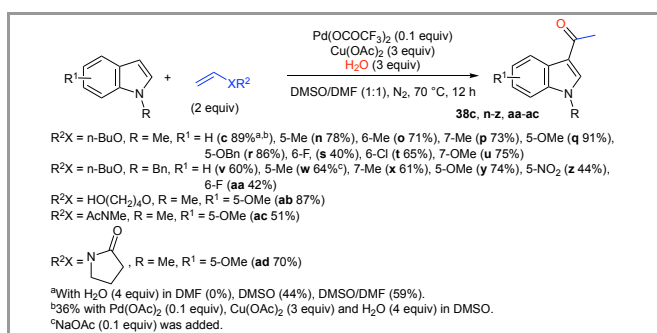 Pd(OCOCF₃)₂ (0.1 equiv)
Cu(OAc)₂ (3 equiv)
H₂O (3 equiv)
DMSO/DMF (1:1), N₂, 70 °C, 12 h
R¹
N
R
+
XR²
(2 equiv)
O
R¹
N
R
38c, n-z, aa-ac
R²X = n-BuO, R = Me, R¹ = H (c 89%ᵃ,ᵇ), 5-Me (n 78%), 6-Me (o 71%), 7-Me (p 73%), 5-OMe (q 91%)
5-OBn (r 86%), 6-F, (s 40%), 6-Cl (t 65%), 7-OMe (u 75%)
R²X = n-BuO, R = Bn, R¹ = H (v 60%), 5-Me (w 64%ᶜ), 7-Me (x 61%), 5-OMe (y 74%), 5-NO₂ (z 44%),
6-F (aa 42%)
R²X = HO(CH₂)₄O, R = Me, R¹ = 5-OMe (ab 87%)
R²X = AcNMe, R = Me, R¹ = 5-OMe (ac 51%)
O
R²X = N , R = Me, R¹ = 5-OMe (ad 70%)
ᵃWith H₂O (4 equiv) in DMF (0%), DMSO (44%), DMSO/DMF (59%).
ᵇ36% with Pd(OAc)₂ (0.1 equiv), Cu(OAc)₂ (3 equiv) and H₂O (4 equiv) in DMSO.
ᶜNaOAc (0.1 equiv) was added.